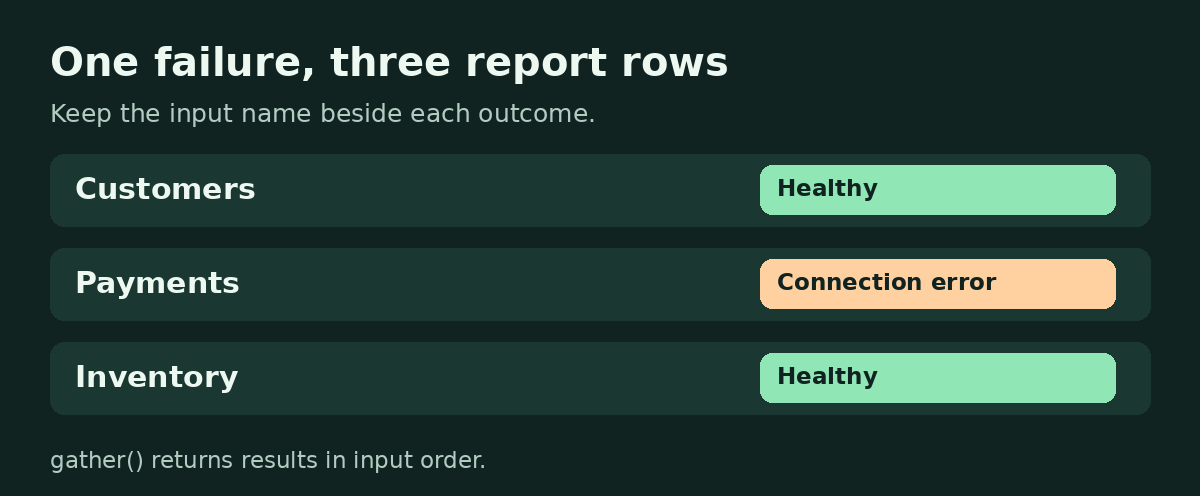 One failure, three report rows
Keep the input name beside each outcome.
Customers
Healthy
Payments
Connection error
Inventory
Healthy
gather() returns results in input order.